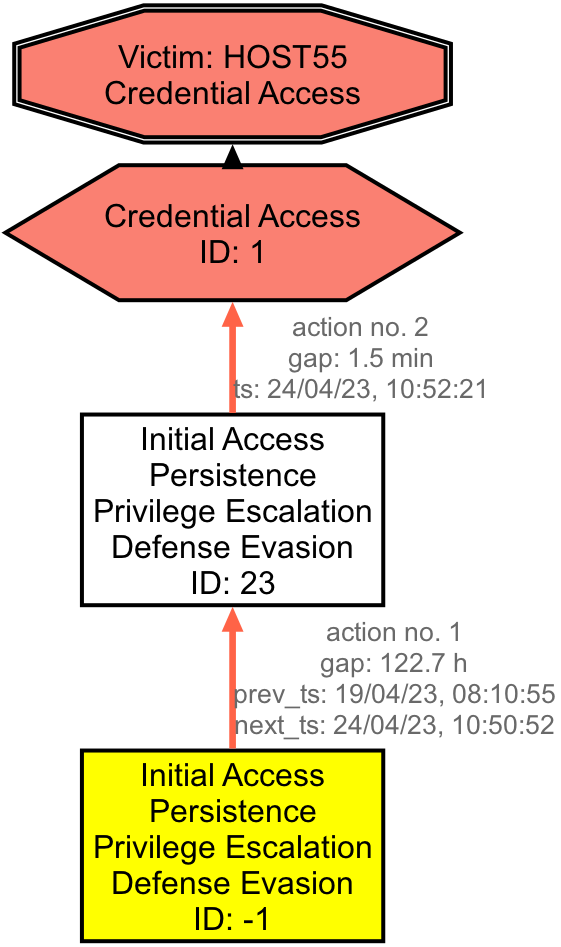 Victim: HOST55
Credential Access
Credential Access
ID: 1
action no. 2
gap: 1.5 min
ts: 24/04/23, 10:52:21
Initial Access
Persistence
Privilege Escalation
Defense Evasion
ID: 23
action no. 1
gap: 122.7 h
prev_ts: 19/04/23, 08:10:55
next_ts: 24/04/23, 10:50:52
Initial Access
Persistence
Privilege Escalation
Defense Evasion
ID: -1